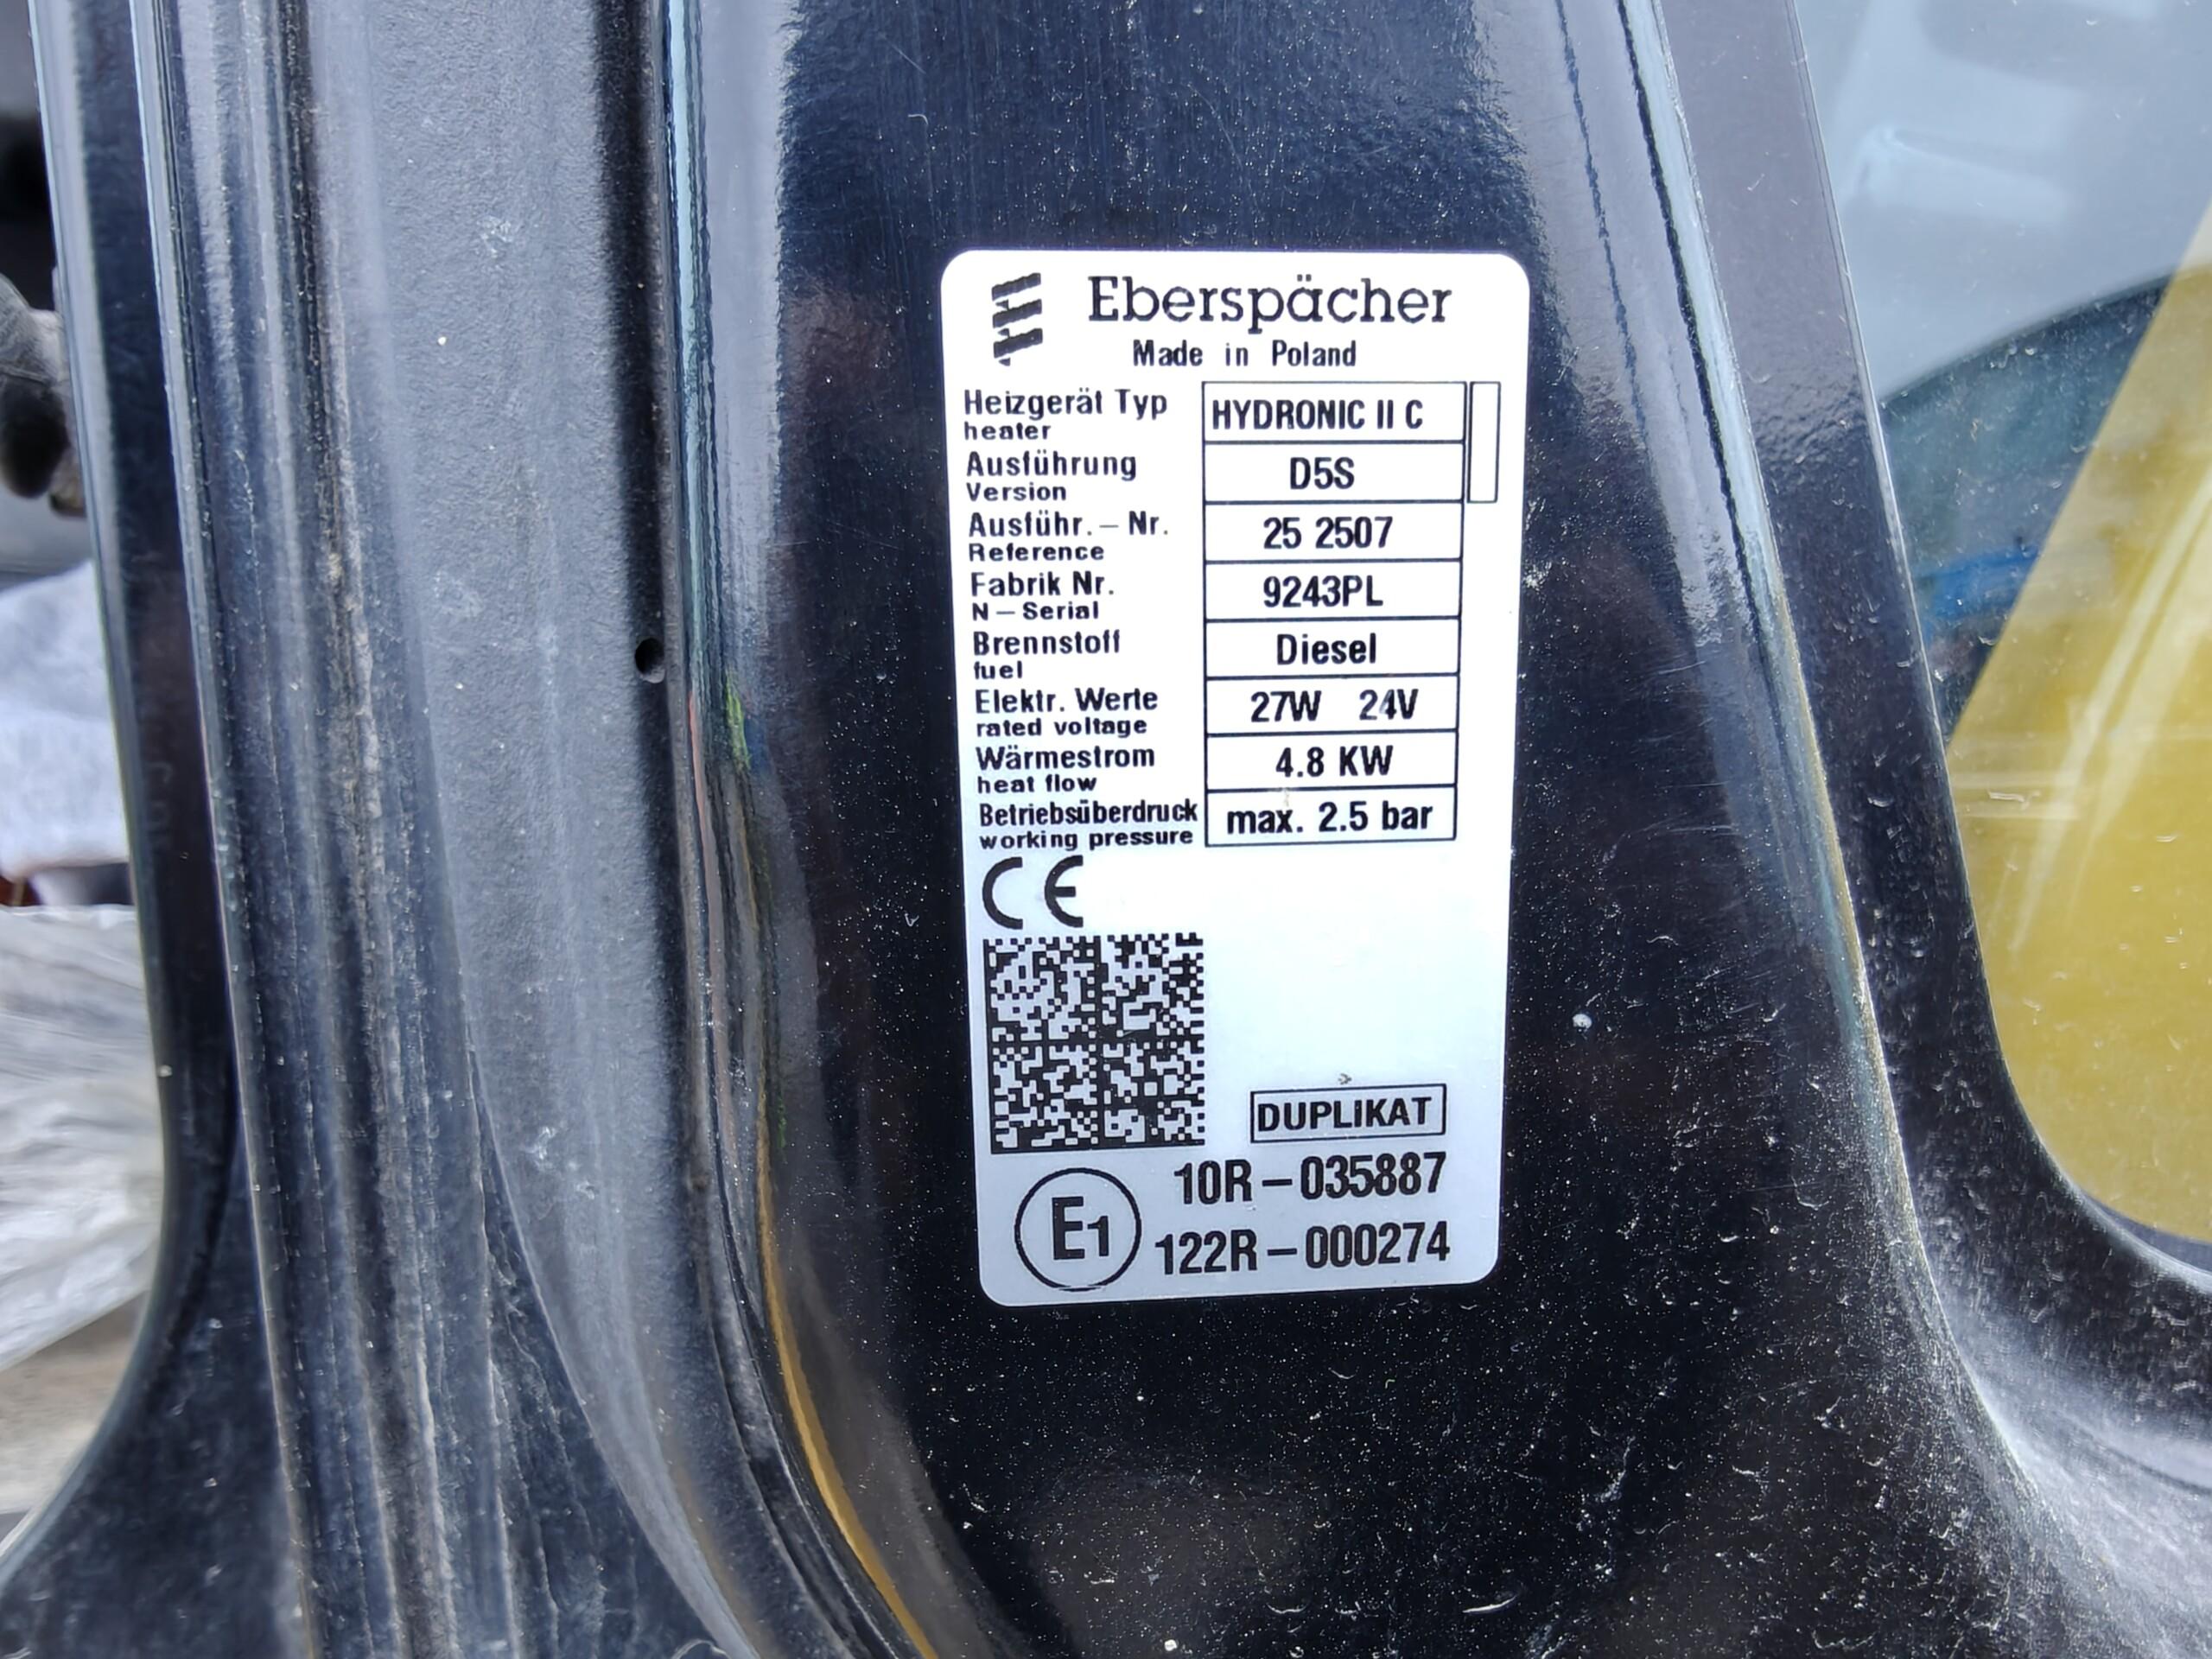 Eberspächer
Made in Poland
Heizgerät Typ HYDRONIC II C
heater
Ausführung D5S
Version
Ausführ. – Nr. 25 2507
Reference
Fabrik Nr. 9243PL
N – Serial
Brennstoff Diesel
fuel
Elektr. Werte 27W 24V
rated voltage
Wärmestrom 4.8 KW
heat flow
Betriebsüberdruck max. 2.5 bar
working pressure
CE
DUPLIKAT
10R – 035887
E1
122R – 000274